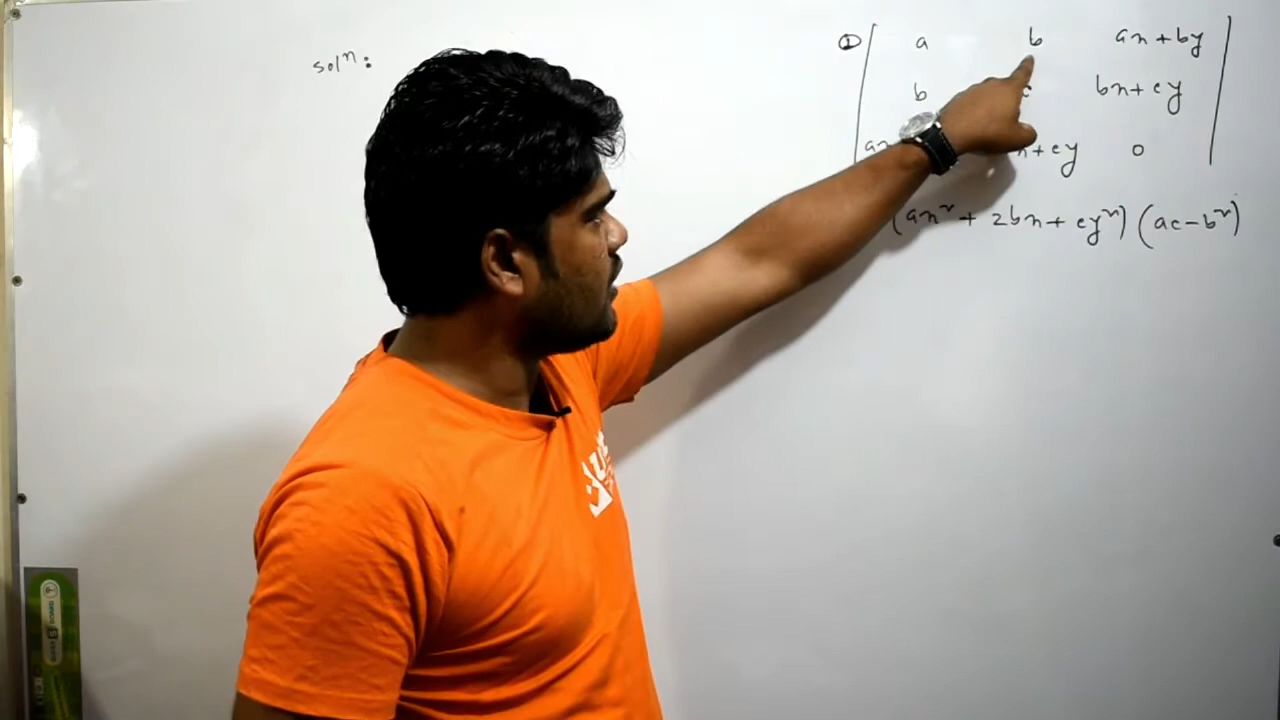 solⁿ:
① a b ax + by
b c bx + cy
ax x + cy 0
(ax² + 2bx + cy²) (ac - b²)